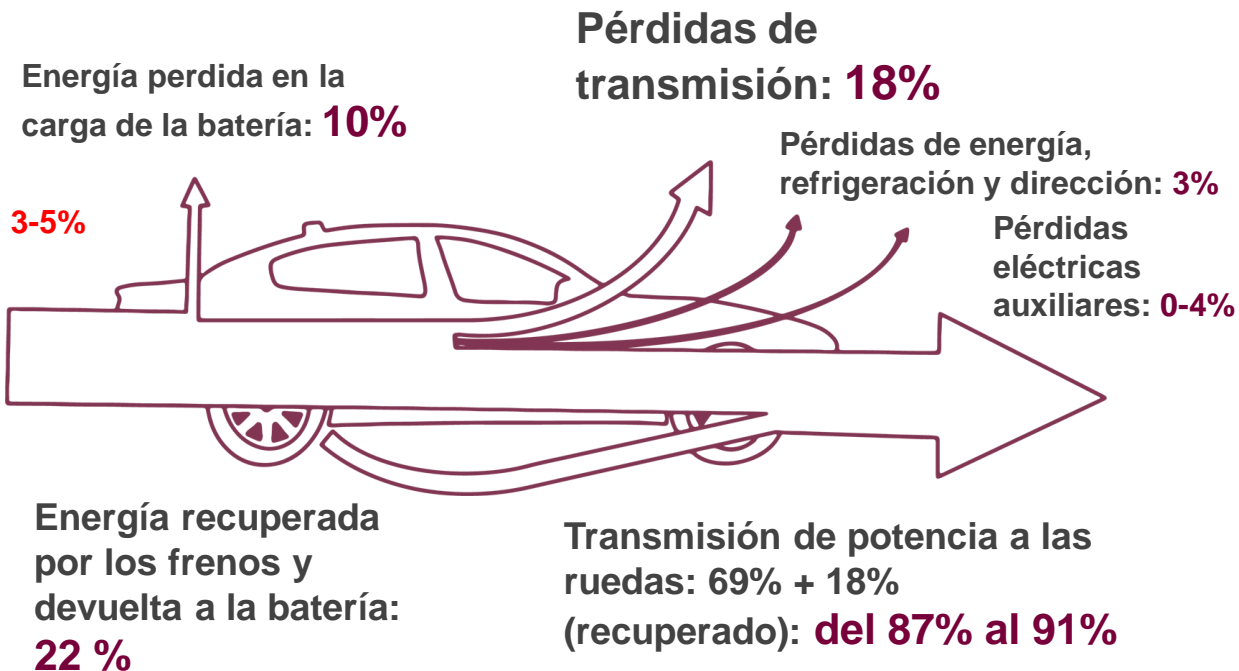 Pérdidas de
transmisión: 18%
Energía perdida en la
carga de la batería: 10%
Pérdidas de energía,
refrigeración y dirección: 3%
3-5%
Pérdidas
eléctricas
auxiliares: 0-4%
Energía recuperada
por los frenos y
devuelta a la batería:
22 %
Transmisión de potencia a las
ruedas: 69% + 18%
(recuperado): del 87% al 91%